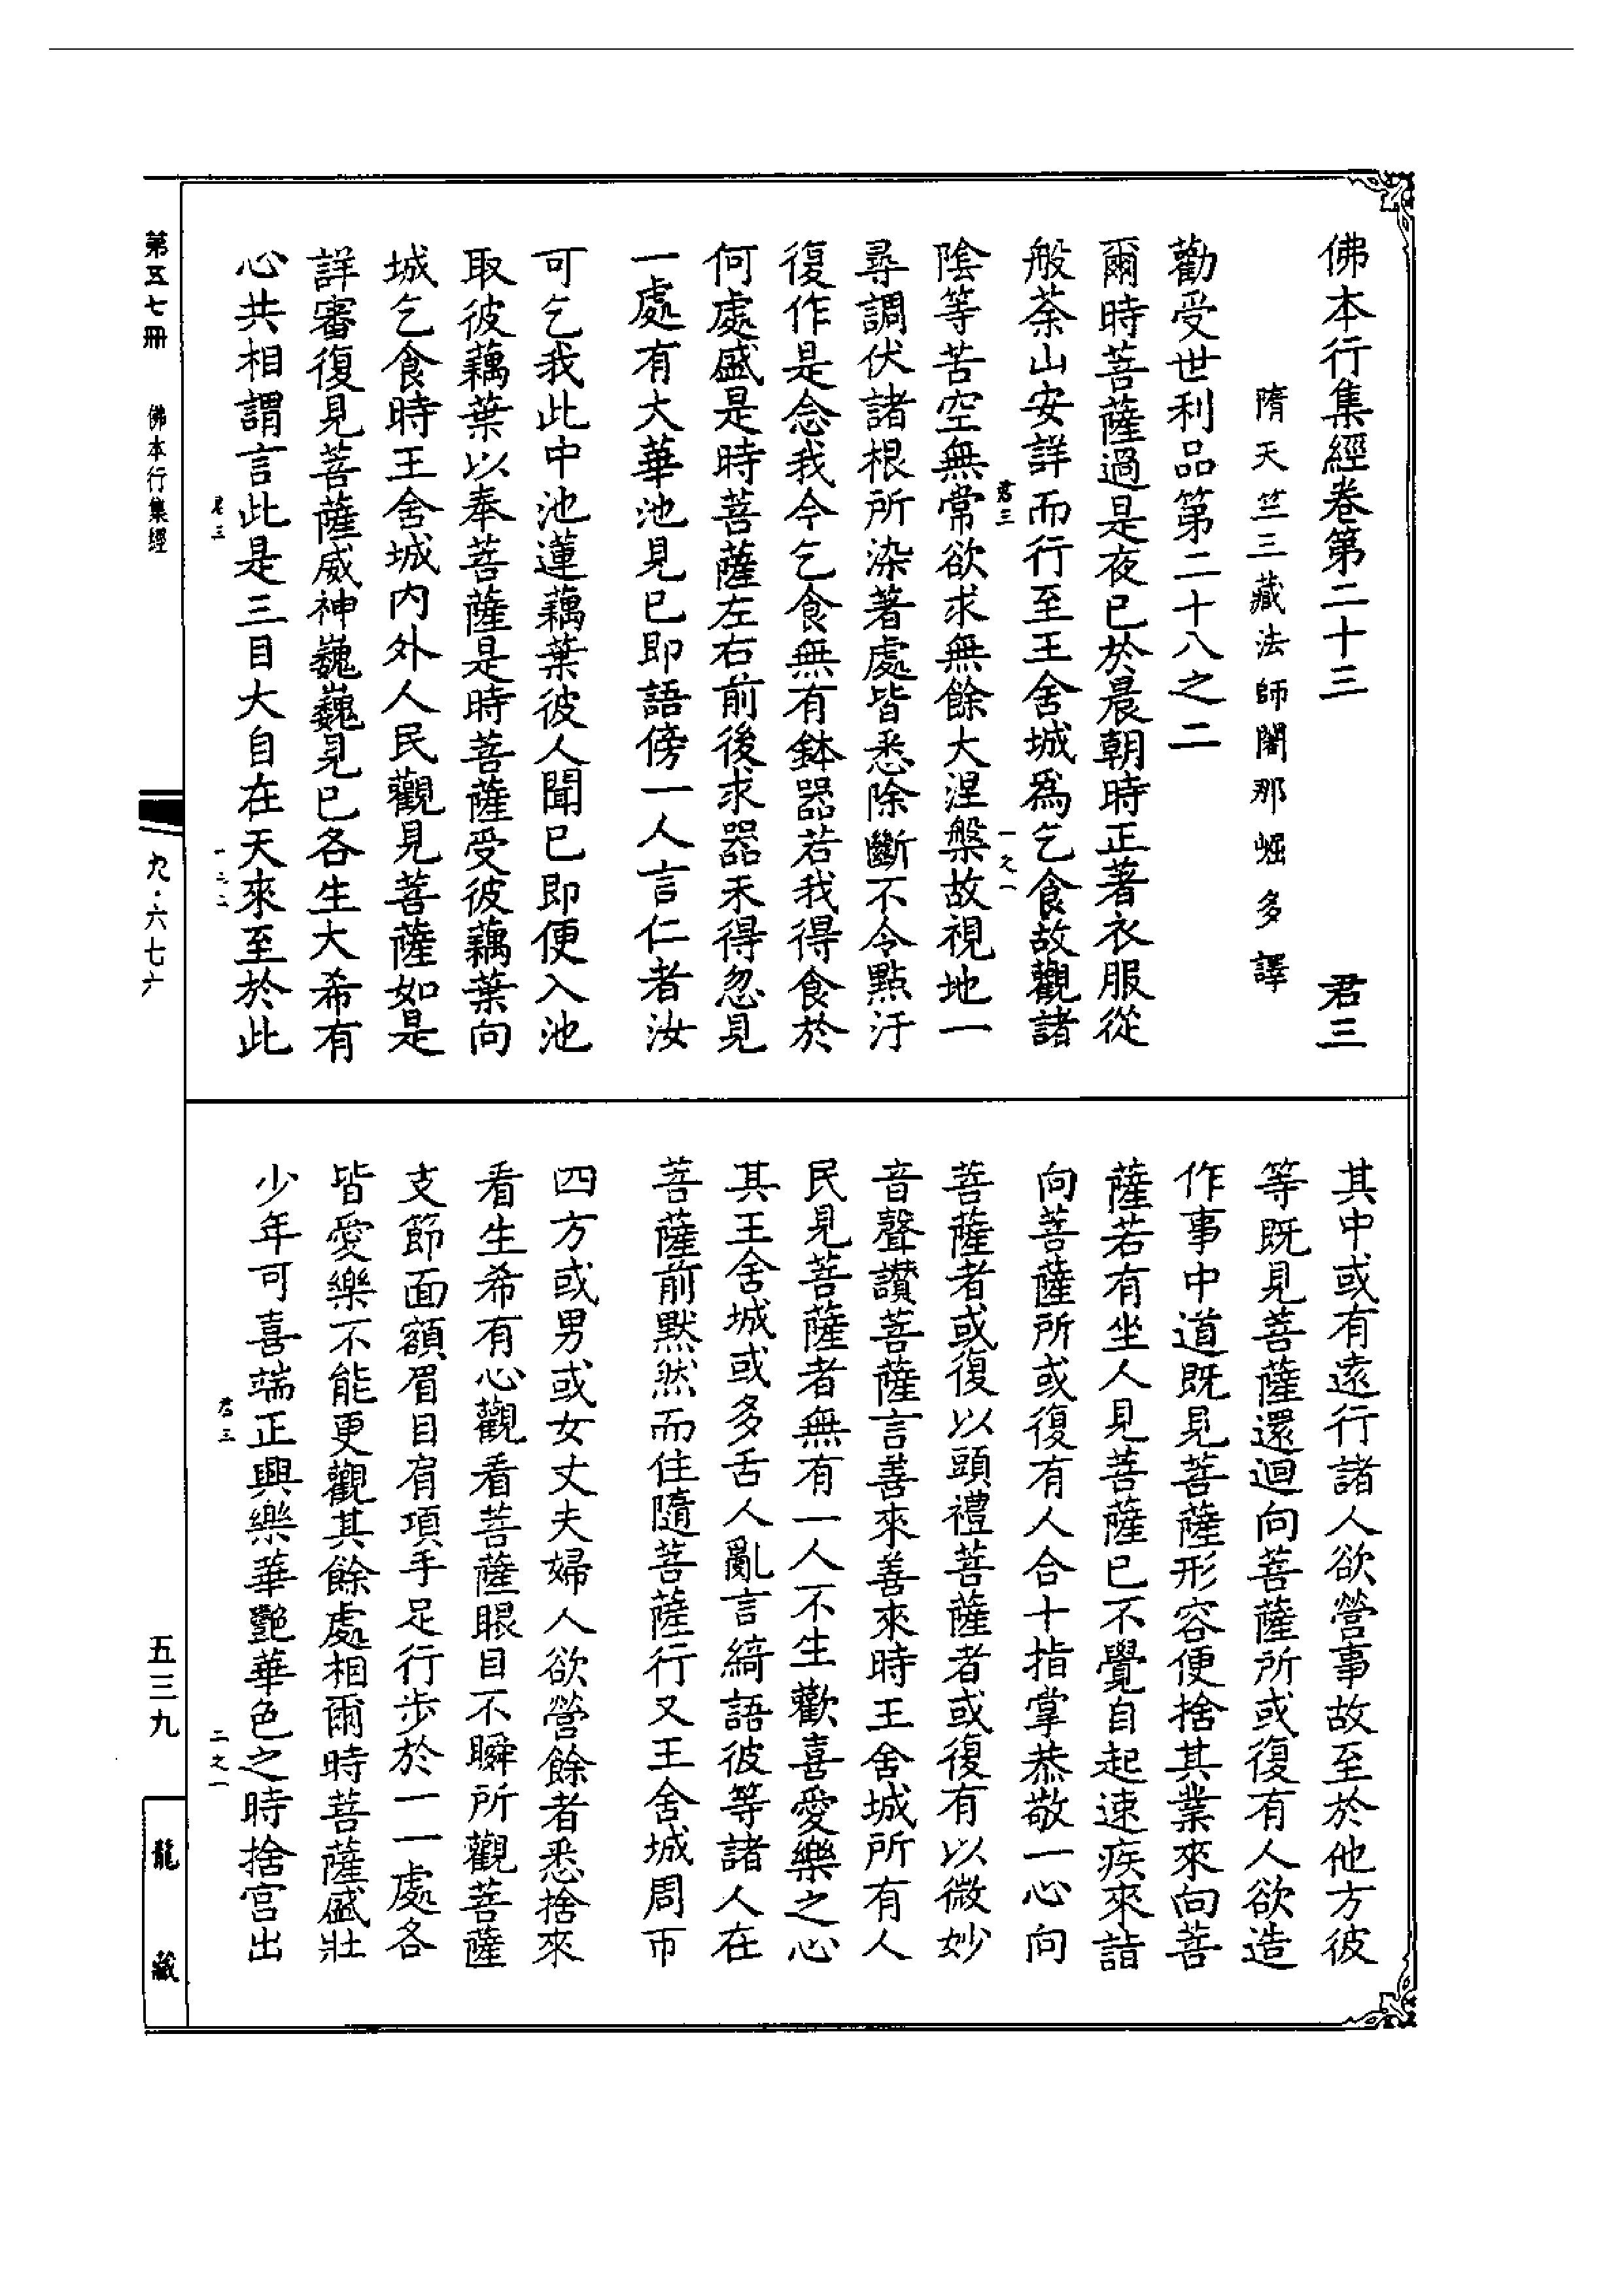 佛本行集經卷第二十三　君三
隋天竺三藏法師闍那崛多譯
勸受世利品第二十八之二
爾時菩薩過是夜已於晨朝時正著衣服從
般荼山安詳而行至王舍城爲乞食故觀諸
君三　一之一
陰等苦空無常欲求無餘大涅槃故視地一
尋調伏諸根所染著處皆悉除斷不令點汙
復作是念我今乞食無有鉢器若我得食於
何處盛是時菩薩左右前後求器未得忽見
一處有大華池見已即語傍一人言仁者汝
可乞我此中池蓮藕葉彼人聞已即便入池
取彼藕葉以奉菩薩是時菩薩受彼藕葉向
城乞食時王舍城內外人民觀見菩薩如是
詳審復見菩薩威神巍巍見已各生大希有
心共相謂言此是三目大自在天來至於此
君三　一之二
其中或有遠行諸人欲營事故至於他方彼
等既見菩薩還迴向菩薩所或復有人欲造
作事中道既見菩薩形容便捨其業來向菩
薩若有坐人見菩薩已不覺自起速疾來詣
向菩薩所或復有人合十指掌恭敬一心向
菩薩者或復以頭禮菩薩者或復有以微妙
音聲讚菩薩言善來善來時王舍城所有人
民見菩薩者無有一人不生歡喜愛樂之心
其王舍城或多舌人亂言綺語彼等諸人在
菩薩前默然而住隨菩薩行又王舍城周帀
四方或男或女丈夫婦人欲營餘者悉捨來
看生希有心觀看菩薩眼目不瞬所觀菩薩
支節面額眉目肩項手足行步於一一處各
皆愛樂不能更觀其餘處相爾時菩薩盛壯
少年可喜端正興樂華艷華色之時捨宮出
君三　二之一
第五七冊　佛本行集經
九·六七六
五三九
龍藏